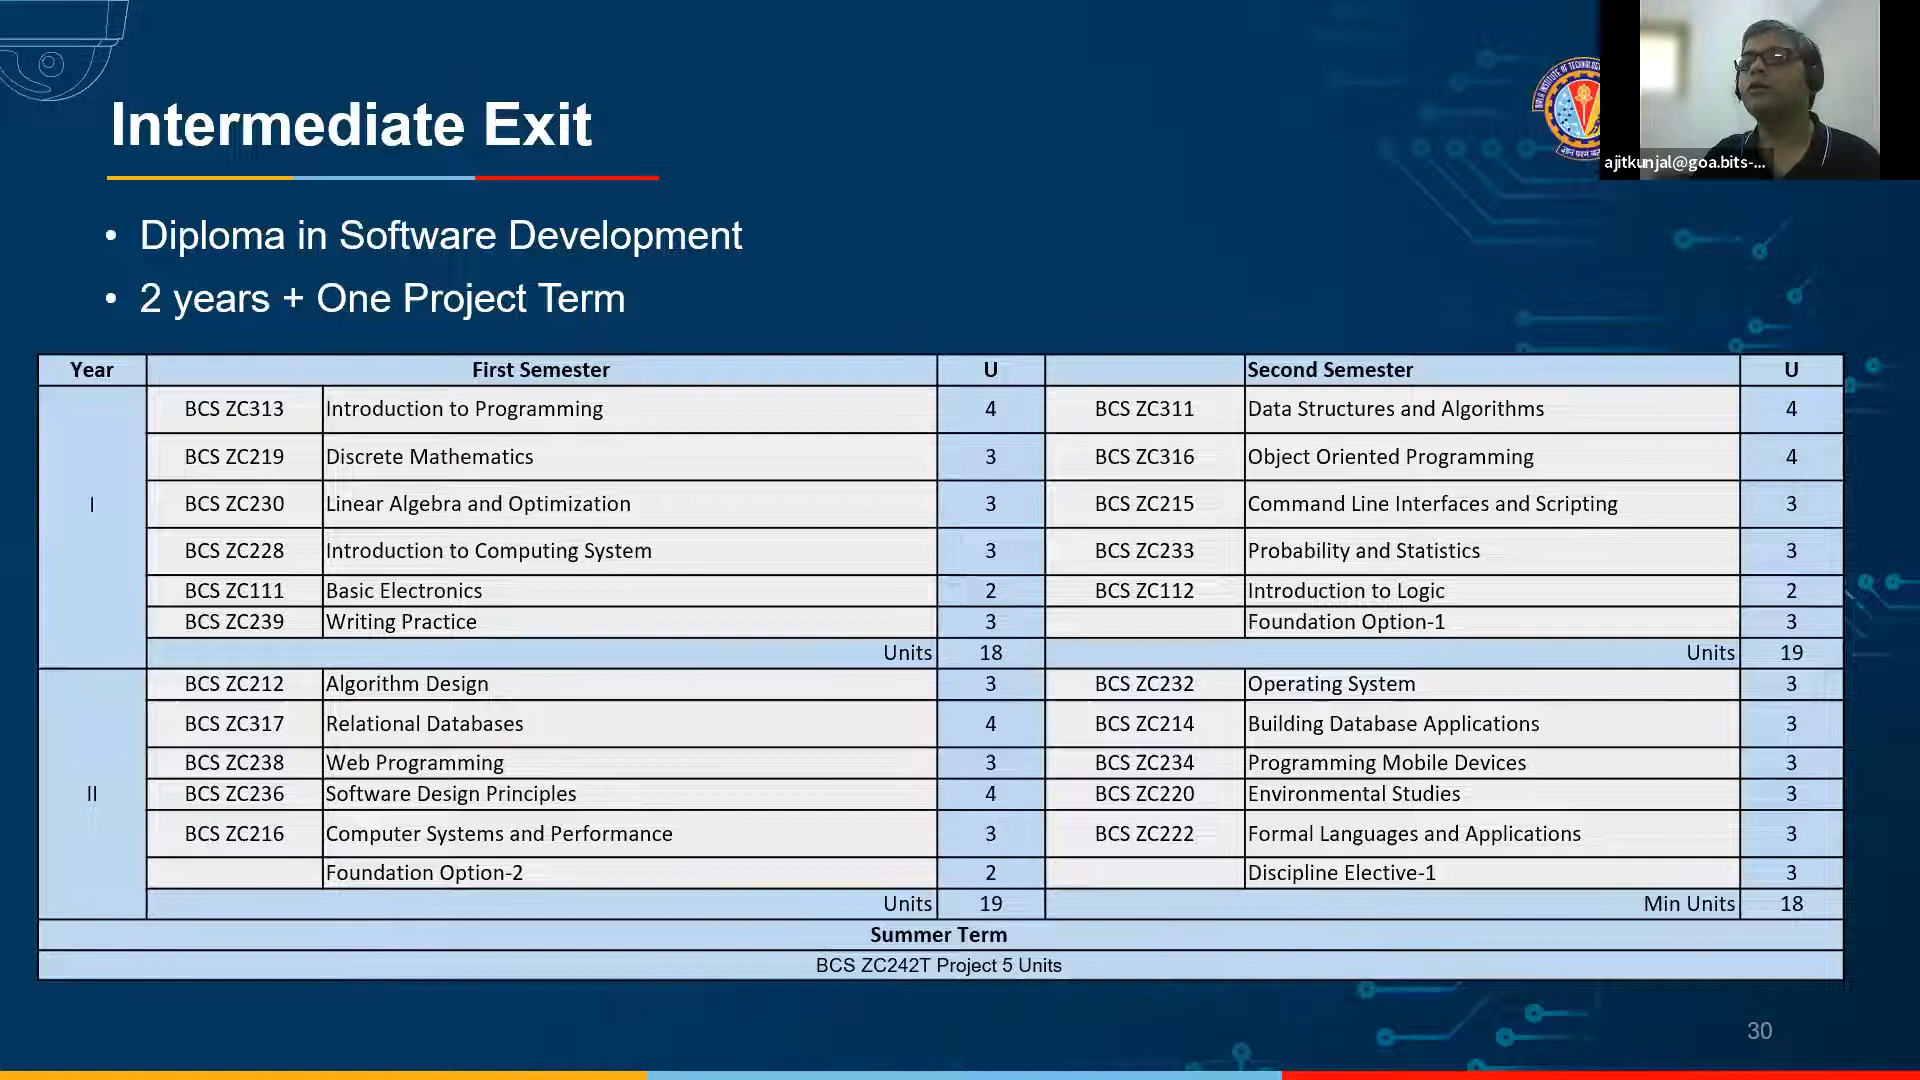 Intermediate Exit
BIRLA INSTITUTE OF TECHNOLOG
ajitkunjal@goa.bits-...
• Diploma in Software Development
• 2 years + One Project Term
Year First Semester U Second Semester U
I
BCS ZC313 Introduction to Programming 4 BCS ZC311 Data Structures and Algorithms 4
BCS ZC219 Discrete Mathematics 3 BCS ZC316 Object Oriented Programming 4
BCS ZC230 Linear Algebra and Optimization 3 BCS ZC215 Command Line Interfaces and Scripting 3
BCS ZC228 Introduction to Computing System 3 BCS ZC233 Probability and Statistics 3
BCS ZC111 Basic Electronics 2 BCS ZC112 Introduction to Logic 2
BCS ZC239 Writing Practice 3 Foundation Option-1 3
Units 18 Units 19
II
BCS ZC212 Algorithm Design 3 BCS ZC232 Operating System 3
BCS ZC317 Relational Databases 4 BCS ZC214 Building Database Applications 3
BCS ZC238 Web Programming 3 BCS ZC234 Programming Mobile Devices 3
BCS ZC236 Software Design Principles 4 BCS ZC220 Environmental Studies 3
BCS ZC216 Computer Systems and Performance 3 BCS ZC222 Formal Languages and Applications 3
Foundation Option-2 2 Discipline Elective-1 3
Units 19 Min Units 18
Summer Term
BCS ZC242T Project 5 Units
30